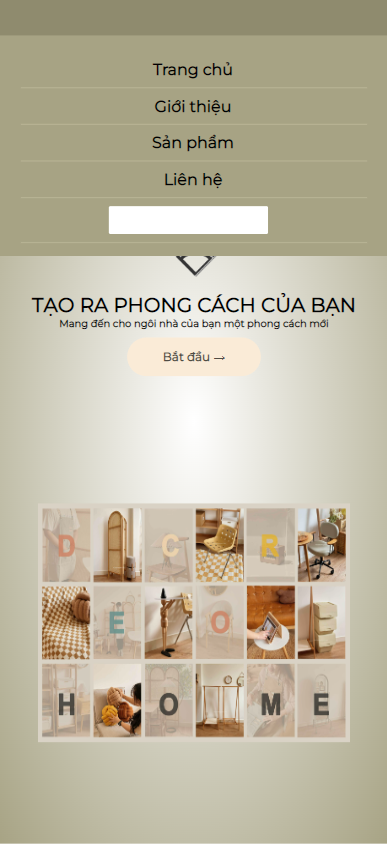 Trang chủ
Giới thiệu
Sản phẩm
Liên hệ
TẠO RA PHONG CÁCH CỦA BẠN
Mang đến cho ngôi nhà của bạn một phong cách mới
Bắt đầu →
D C R
E O
H O M E